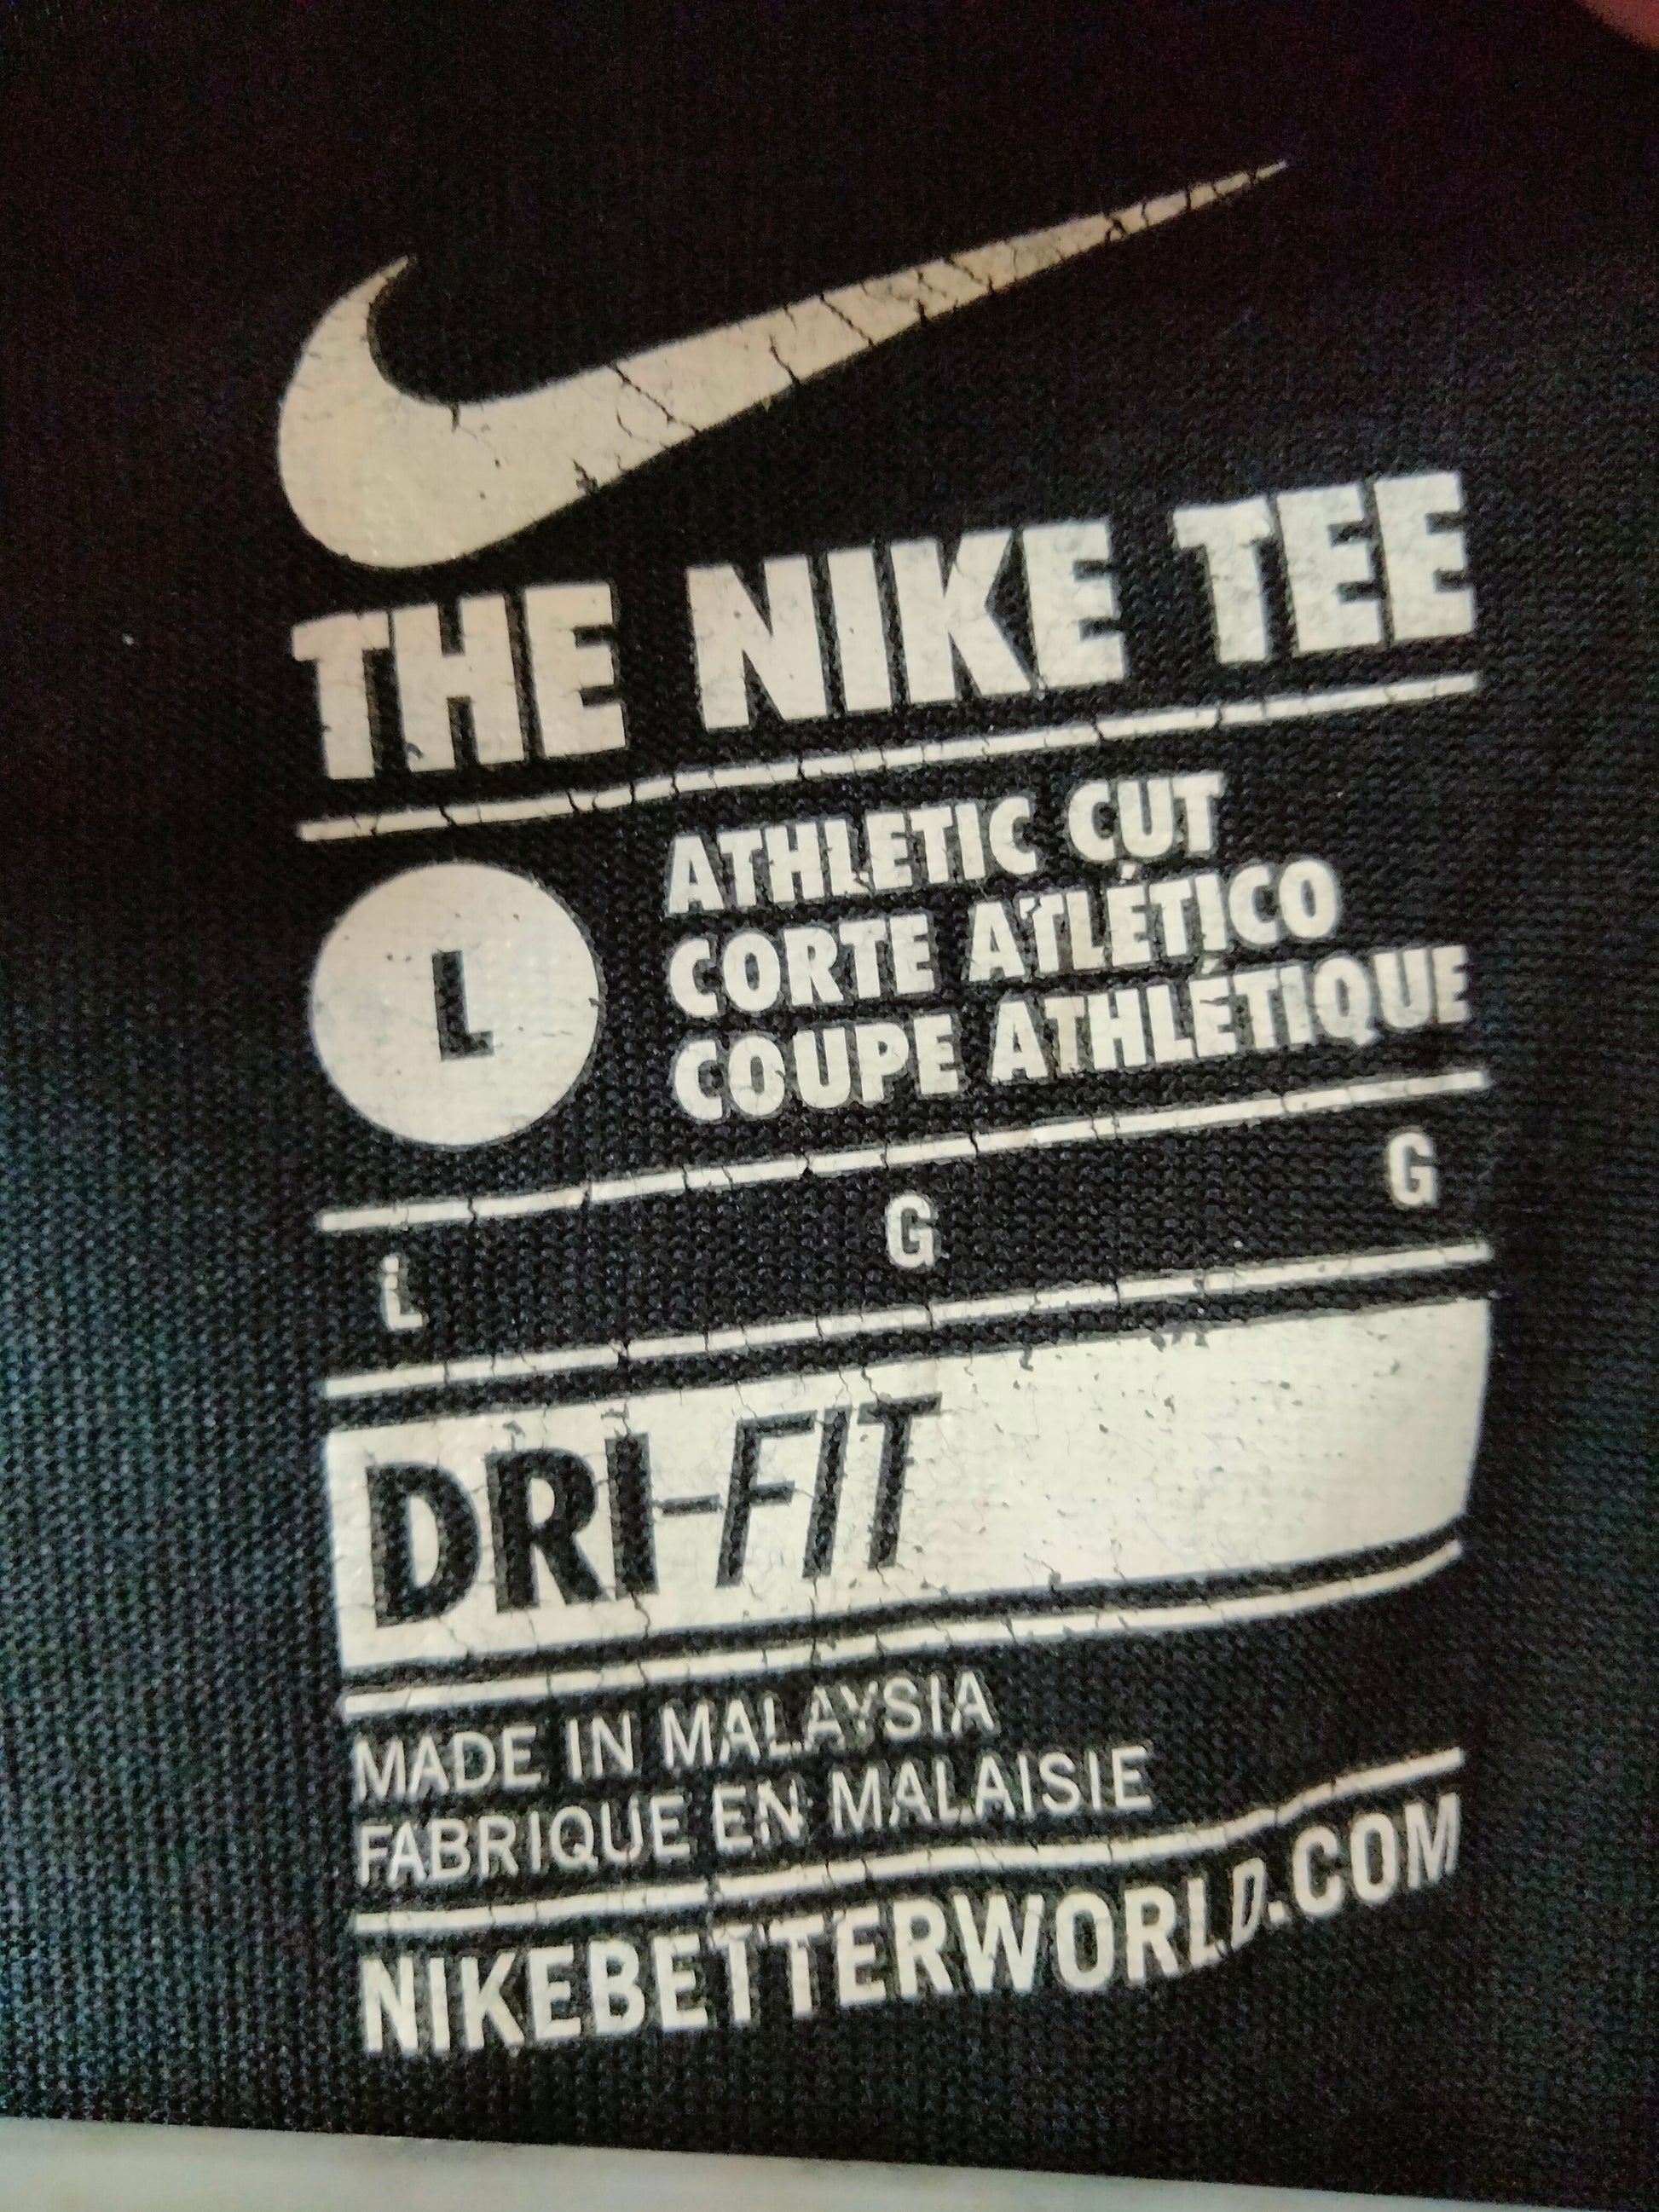 THE NIKE TEE
L
ATHLETIC CUT
CORTE ATLÉTICO
COUPE ATHLÉTIQUE
L G G
DRI-FIT
MADE IN MALAYSIA
FABRIQUE EN MALAISIE
NIKEBETTERWORLD.COM